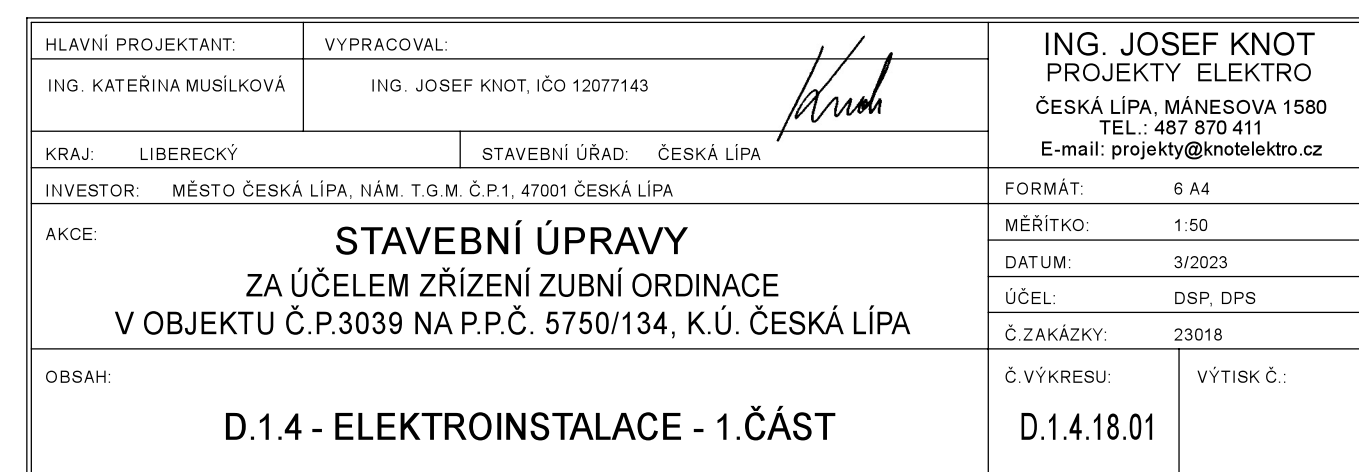 HLAVNÍ PROJEKTANT:
VYPRACOVAL:
ING. KATEŘINA MUSÍLKOVÁ
ING. JOSEF KNOT, IČO 12077143
KRAJ: LIBERECKÝ
STAVEBNÍ ÚŘAD: ČESKÁ LÍPA
INVESTOR: MĚSTO ČESKÁ LÍPA, NÁM. T.G.M. Č.P.1, 47001 ČESKÁ LÍPA
AKCE:
STAVEBNÍ ÚPRAVY
ZA ÚČELEM ZŘÍZENÍ ZUBNÍ ORDINACE
V OBJEKTU Č.P.3039 NA P.P.Č. 5750/134, K.Ú. ČESKÁ LÍPA
OBSAH:
D.1.4 - ELEKTROINSTALACE - 1.ČÁST
ING. JOSEF KNOT
PROJEKTY ELEKTRO
ČESKÁ LÍPA, MÁNESOVA 1580
TEL.: 487 870 411
E-mail: projekty@knotelektro.cz
FORMÁT: 6 A4
MĚŘÍTKO: 1:50
DATUM: 3/2023
ÚČEL: DSP, DPS
Č.ZAKÁZKY: 23018
Č.VÝKRESU:
D.1.4.18.01
VÝTISK Č.: